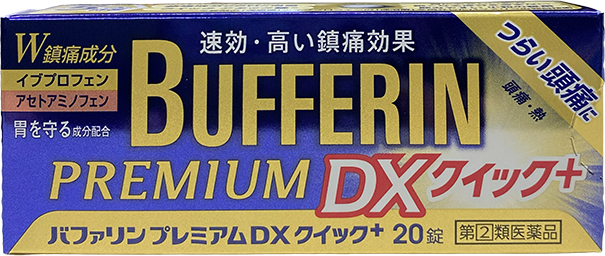 W鎮痛成分
イブプロフェン
アセトアミノフェン
胃を守る成分配合
速効・高い鎮痛効果
BUFFERIN
PREMIUM DXクイック+
つらい頭痛に
頭痛・熱
バファリンプレミアムDXクイック+ 20錠 指定②類医薬品